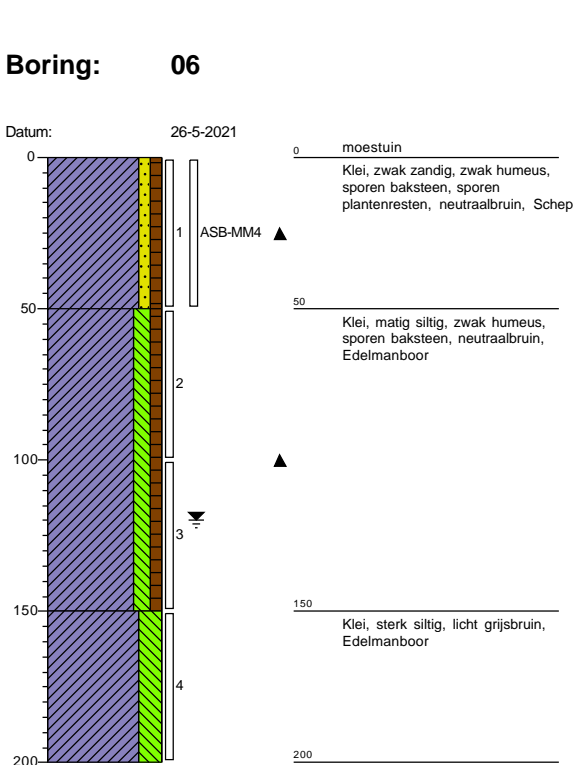 Boring: 06
Datum: 26-5-2021
0
50
100
150
200
1
ASB-MM4
2
3
4
0 moestuin
Klei, zwak zandig, zwak humeus,
sporen baksteen, sporen
plantenresten, neutraalbruin, Schep
50
Klei, matig siltig, zwak humeus,
sporen baksteen, neutraalbruin,
Edelmanboor
150
Klei, sterk siltig, licht grijsbruin,
Edelmanboor
200